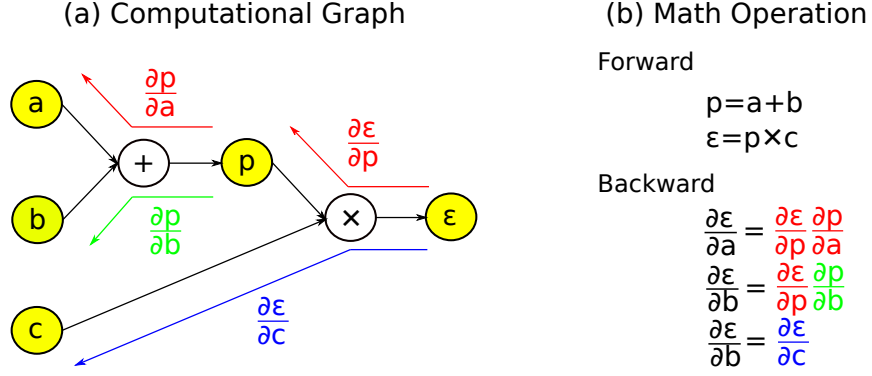 (a) Computational Graph
a
b
c
+
p
×
ε
∂p/∂a
∂p/∂b
∂ε/∂p
∂ε/∂c
(b) Math Operation
Forward
p=a+b
ε=p×c
Backward
∂ε/∂a = ∂ε/∂p ∂p/∂a
∂ε/∂b = ∂ε/∂p ∂p/∂b
∂ε/∂b = ∂ε/∂c